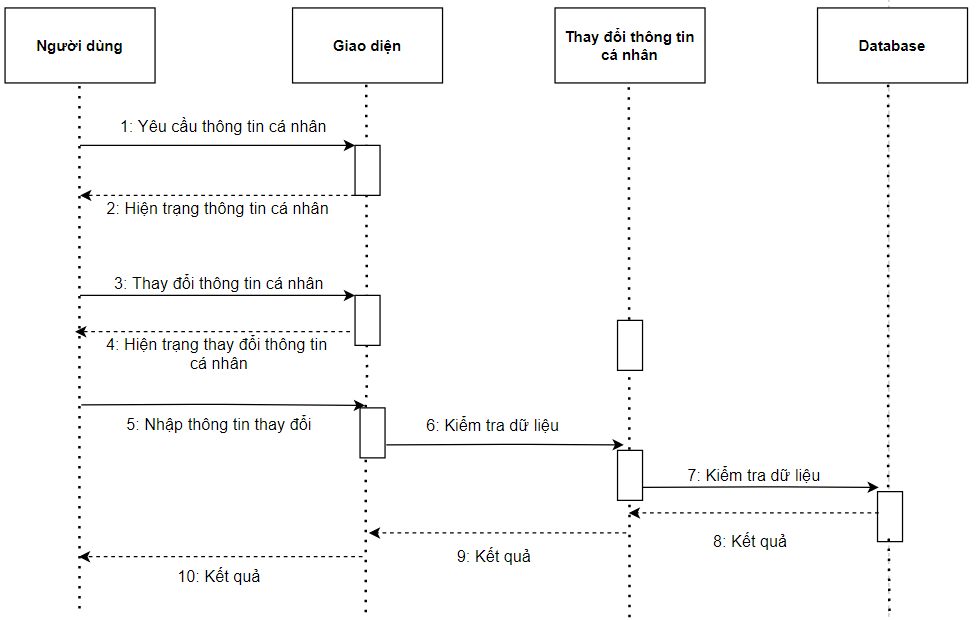 Người dùng
Giao diện
Thay đổi thông tin
cá nhân
Database
1: Yêu cầu thông tin cá nhân
2: Hiện trạng thông tin cá nhân
3: Thay đổi thông tin cá nhân
4: Hiện trạng thay đổi thông tin
cá nhân
5: Nhập thông tin thay đổi
6: Kiểm tra dữ liệu
7: Kiểm tra dữ liệu
8: Kết quả
9: Kết quả
10: Kết quả